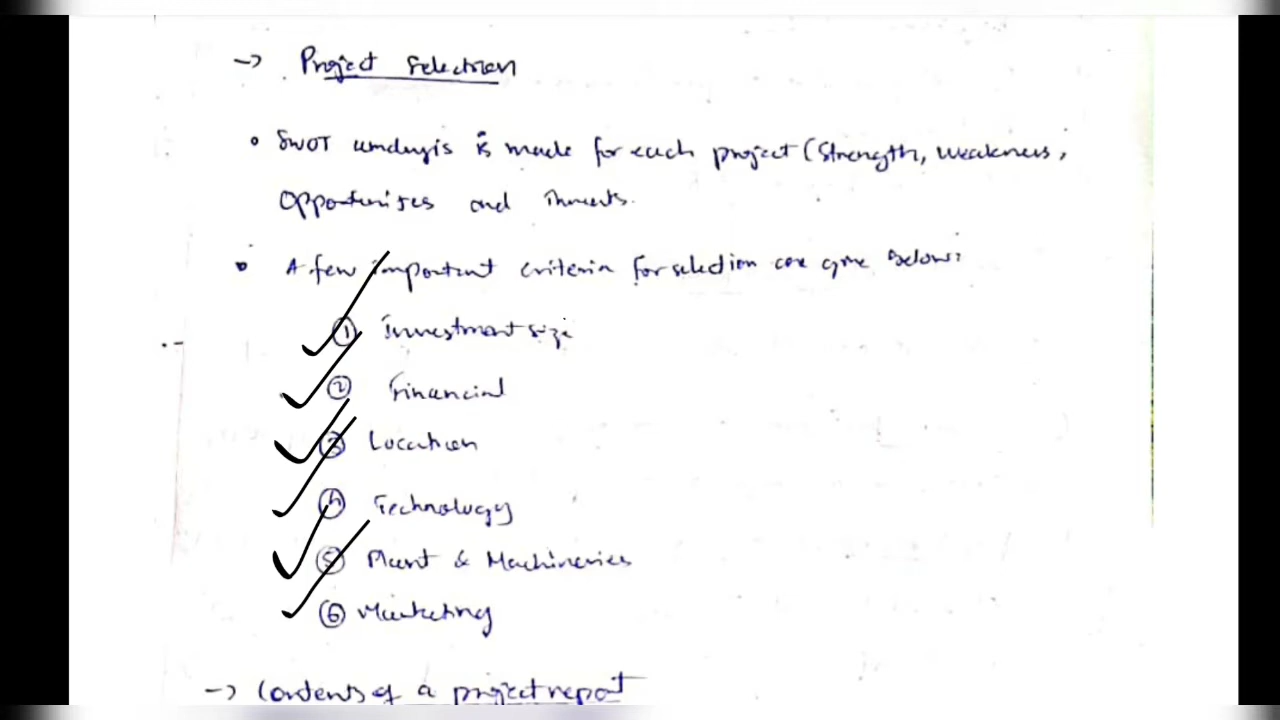 → Project Selection
• SWOT analysis is made for each project (Strength, Weakness,
Opportunities and Threats.
• A few important criteria for selection are give below:
① Investment size
② Financial
③ Location
④ Technology
⑤ Plant & Machineries
⑥ Marketing
→ Contents of a project report